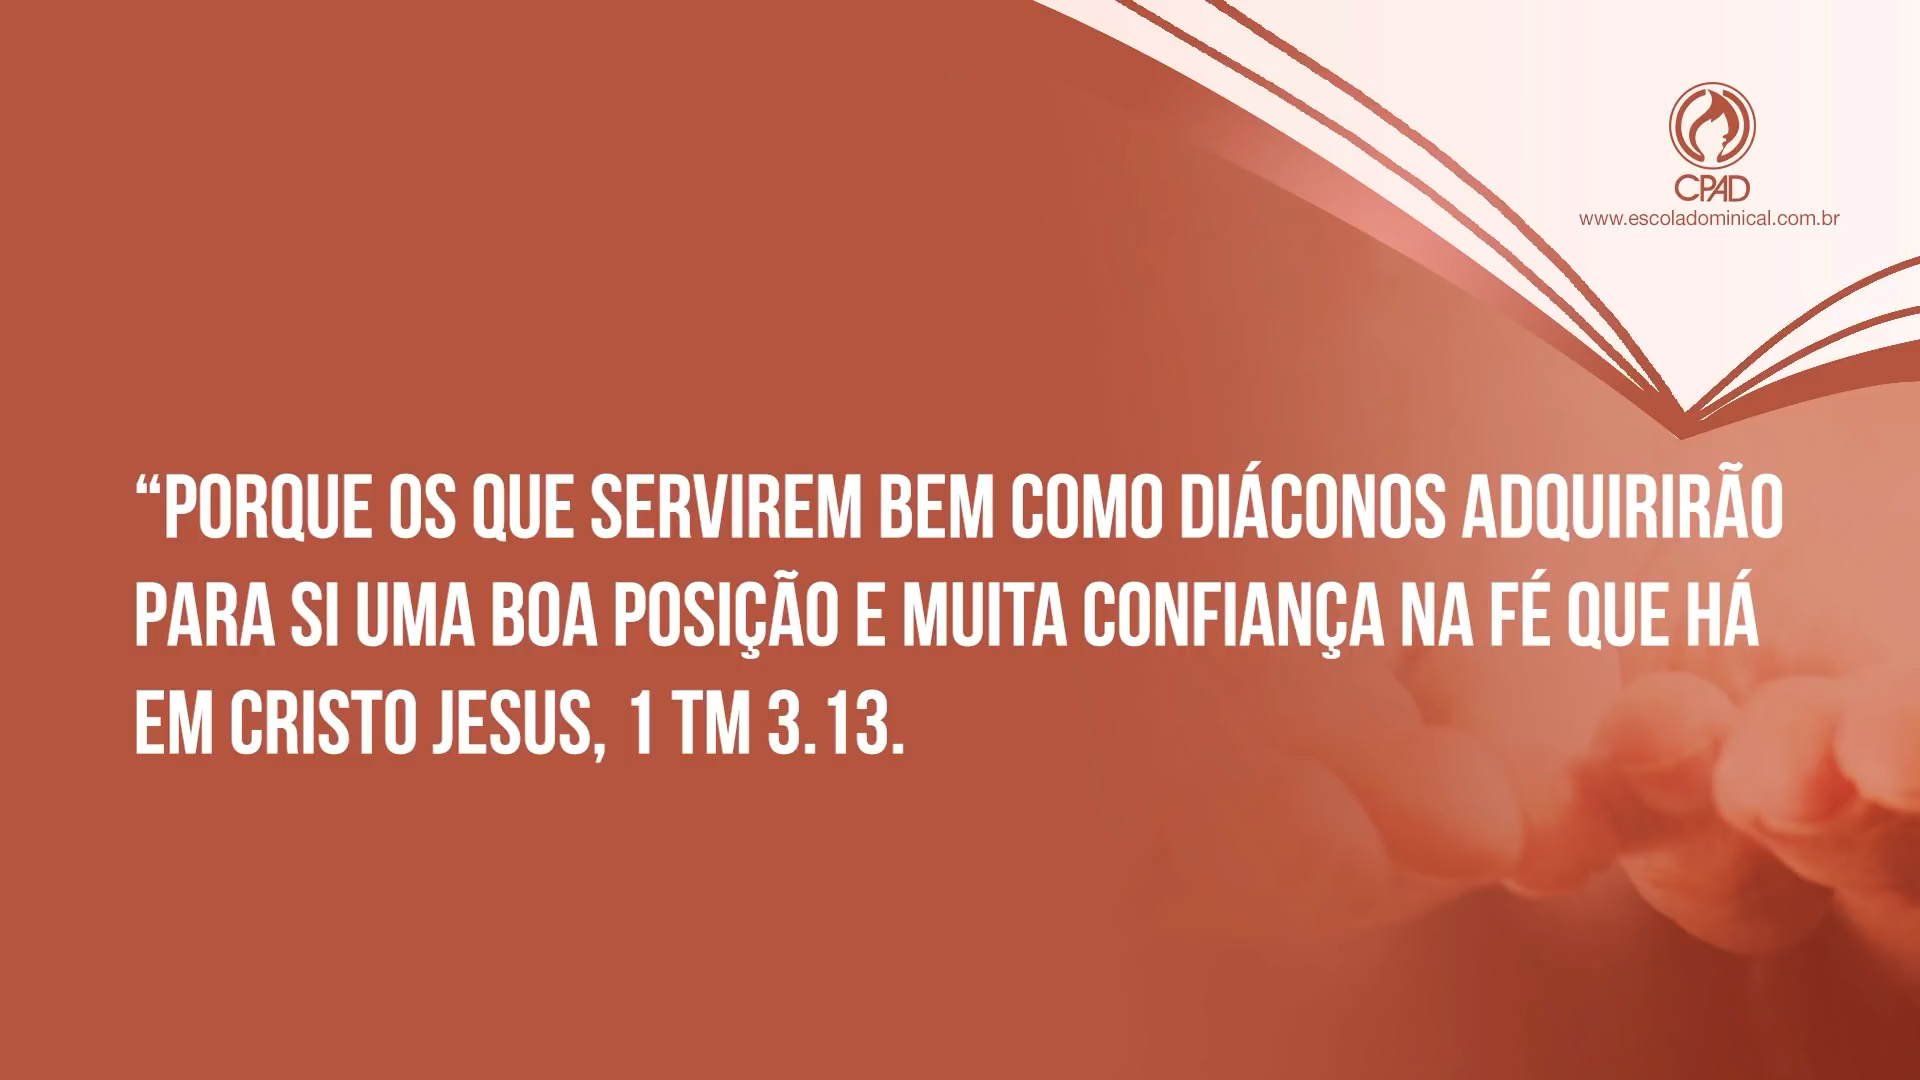 CPAD
www.escoladominical.com.br
“PORQUE OS QUE SERVIREM BEM COMO DIÁCONOS ADQUIRIRÃO
PARA SI UMA BOA POSIÇÃO E MUITA CONFIANÇA NA FÉ QUE HÁ
EM CRISTO JESUS, 1 TM 3.13.